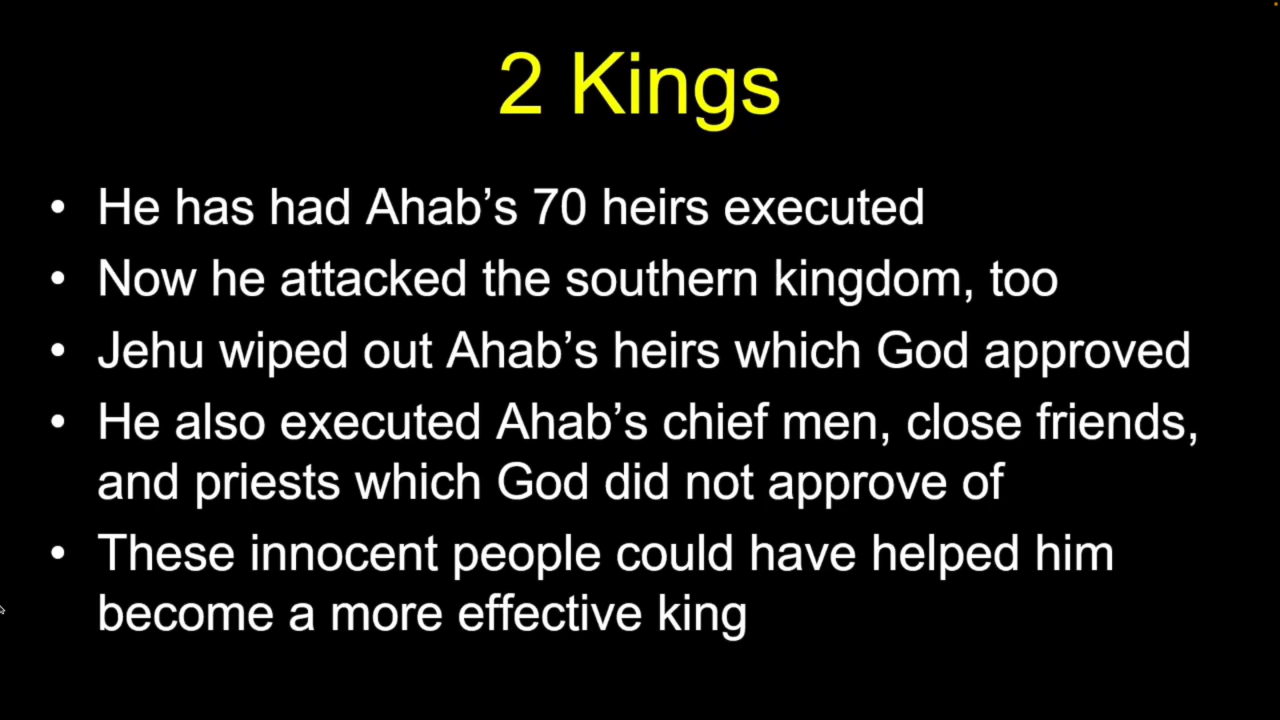 2 Kings
• He has had Ahab’s 70 heirs executed
• Now he attacked the southern kingdom, too
• Jehu wiped out Ahab’s heirs which God approved
• He also executed Ahab’s chief men, close friends,
and priests which God did not approve of
• These innocent people could have helped him
become a more effective king